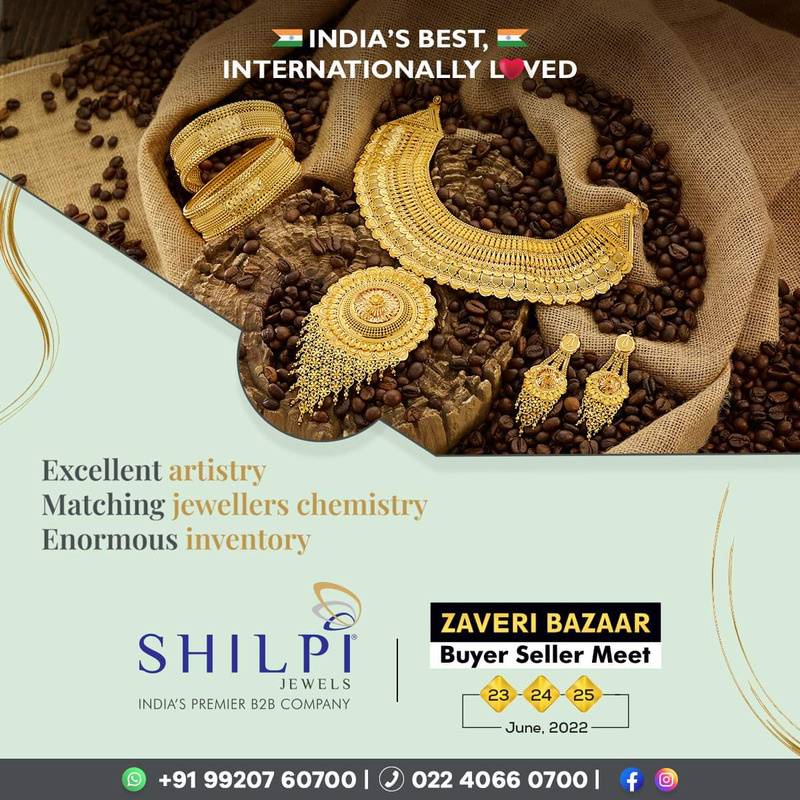 INDIA'S BEST,
INTERNATIONALLY LOVED
Excellent artistry
Matching jewellers chemistry
Enormous inventory
SHILPI®
JEWELS
INDIA'S PREMIER B2B COMPANY
ZAVERI BAZAAR
Buyer Seller Meet
23 24 25
June, 2022
+91 99207 60700 | 022 4066 0700 |